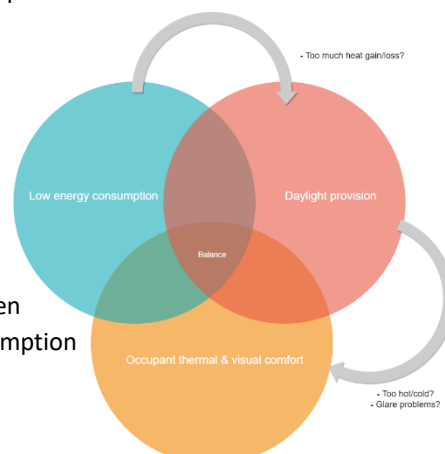 - Too much heat gain/loss?
Low energy consumption
Daylight provision
Balance
en
mption
Occupant thermal & visual comfort
- Too hot/cold?
- Glare problems?